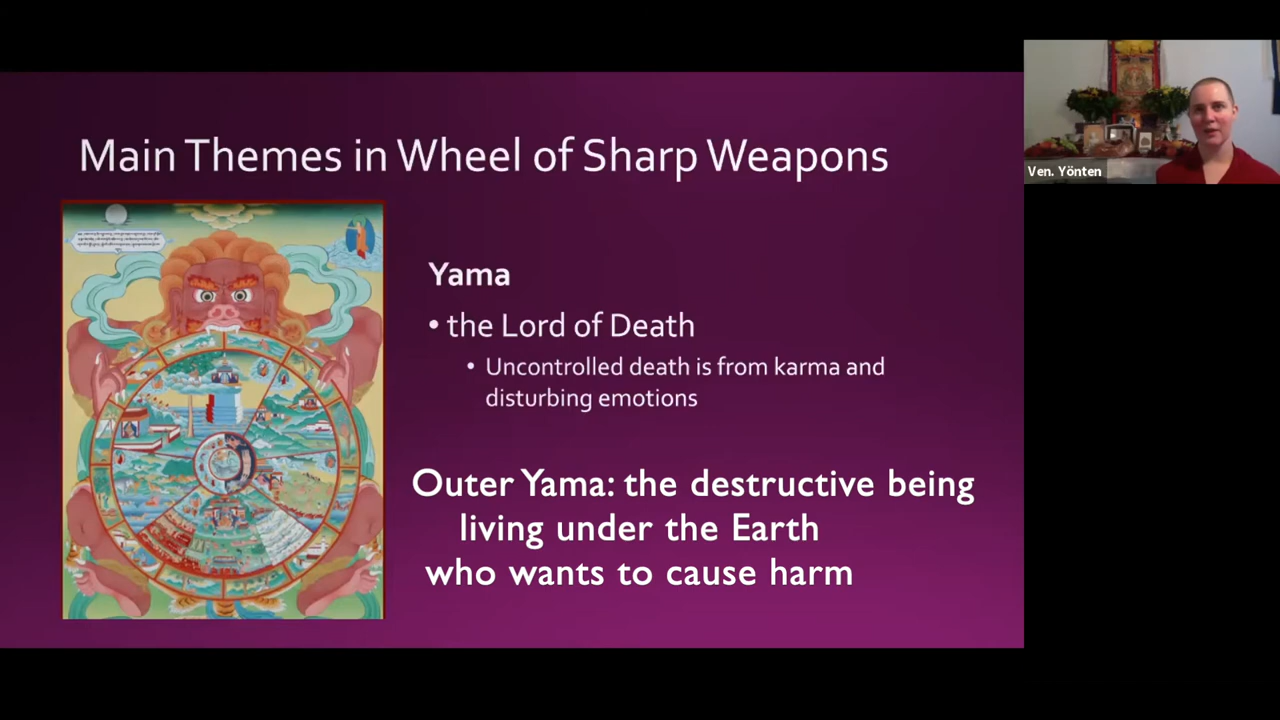 Main Themes in Wheel of Sharp Weapons
Yama
• the Lord of Death
• Uncontrolled death is from karma and
disturbing emotions
Outer Yama: the destructive being
living under the Earth
who wants to cause harm
Ven. Yönten